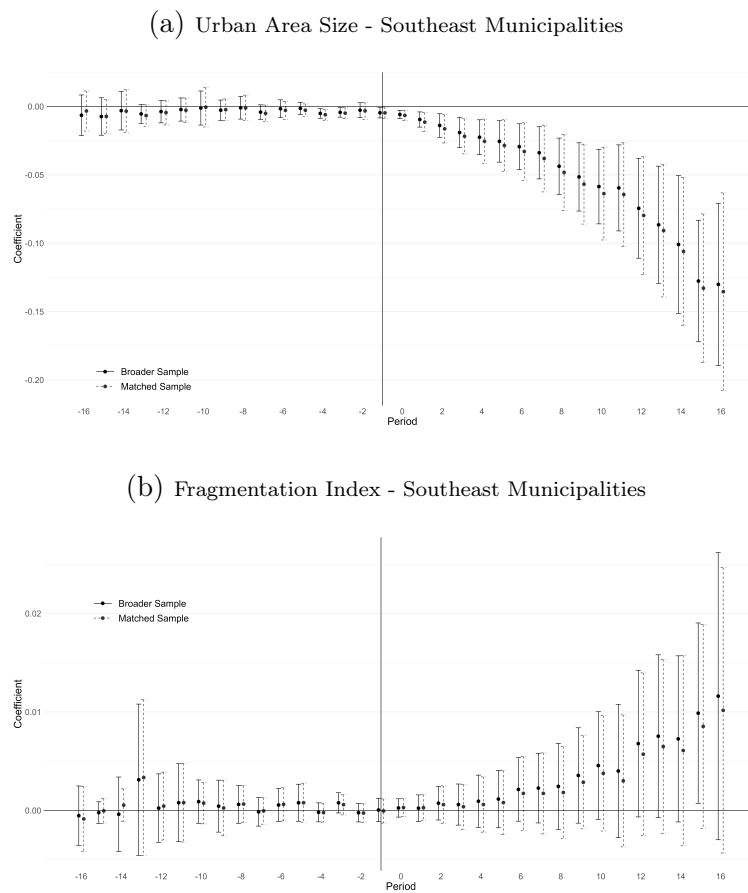 (a) Urban Area Size - Southeast Municipalities
0.00
-0.05
-0.10
-0.15
-0.20
Coefficient
Broader Sample
Matched Sample
-16 -14 -12 -10 -8 -6 -4 -2 0 2 4 6 8 10 12 14 16
Period
(b) Fragmentation Index - Southeast Municipalities
0.02
0.01
0.00
Coefficient
Broader Sample
Matched Sample
-16 -14 -12 -10 -8 -6 -4 -2 0 2 4 6 8 10 12 14 16
Period